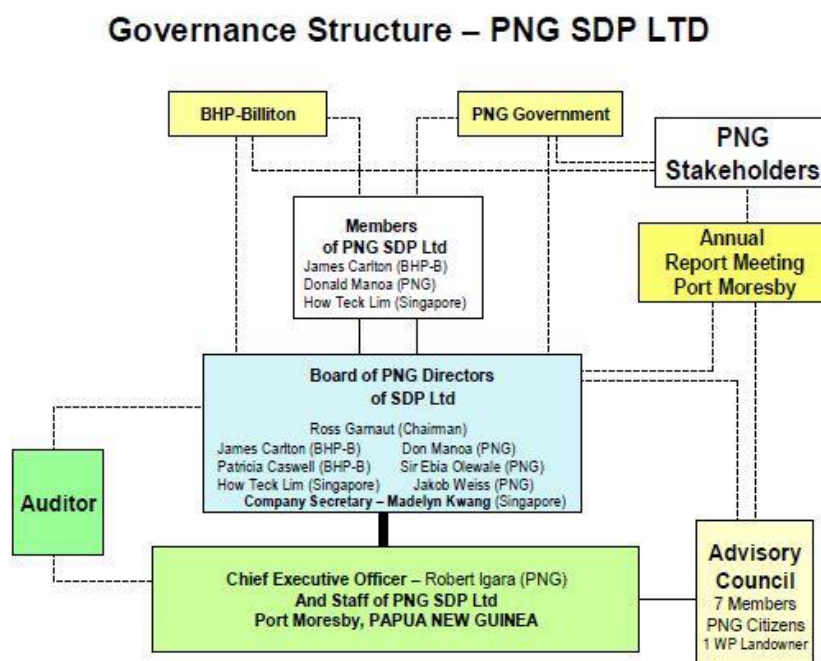 Governance Structure – PNG SDP LTD
BHP-Billiton
PNG Government
PNG
Stakeholders
Members
of PNG SDP Ltd
James Carlton (BHP-B)
Donald Manoa (PNG)
How Teck Lim (Singapore)
Annual
Report Meeting
Port Moresby
Board of PNG Directors
of SDP Ltd
Ross Garnaut (Chairman)
James Carlton (BHP-B) Don Manoa (PNG)
Patricia Caswell (BHP-B) Sir Ebia Olewale (PNG)
How Teck Lim (Singapore) Jakob Weiss (PNG)
Company Secretary – Madelyn Kwang (Singapore)
Auditor
Chief Executive Officer – Robert Igara (PNG)
And Staff of PNG SDP Ltd
Port Moresby, PAPUA NEW GUINEA
Advisory
Council
7 Members
PNG Citizens
1 WP Landowner